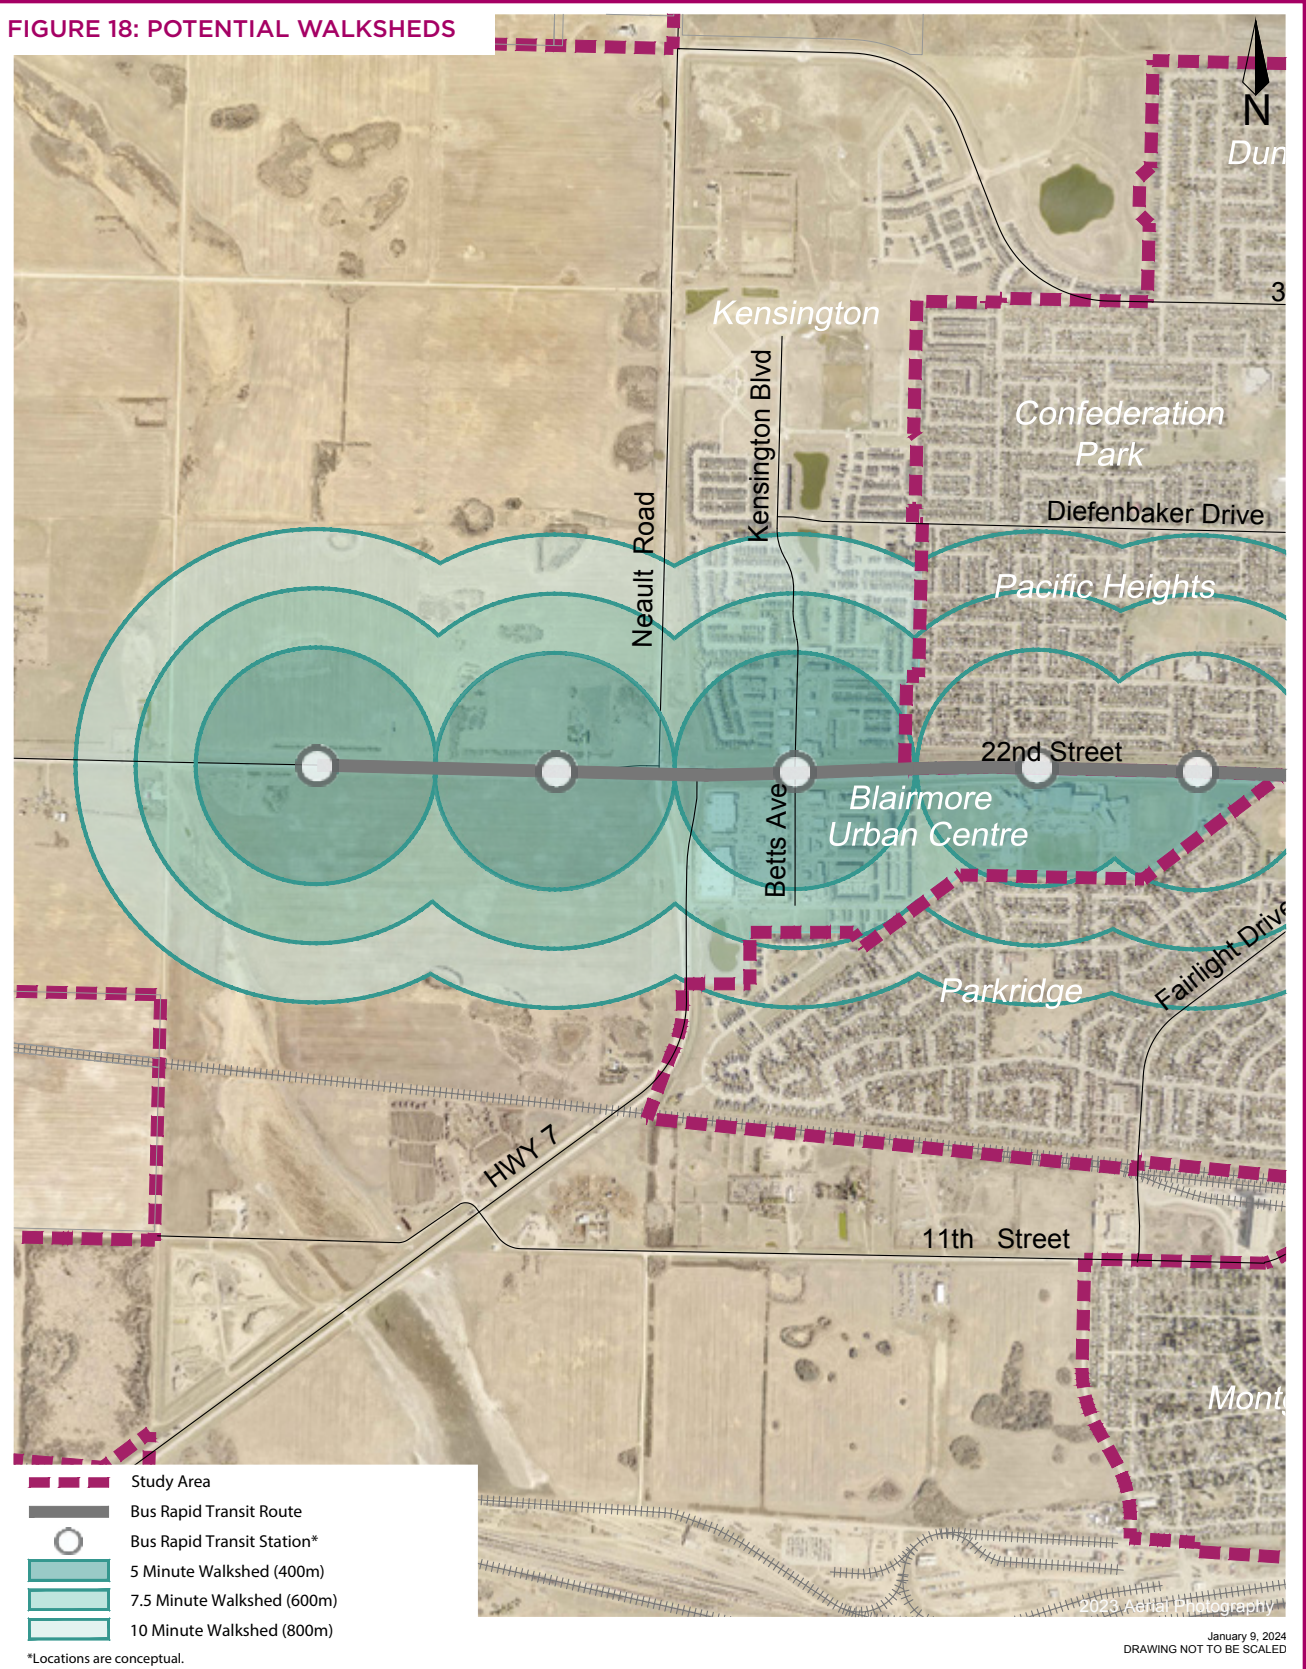 FIGURE 18: POTENTIAL WALKSHEDS
N
Dun
3
Kensington
Kensington Blvd
Confederation
Park
Diefenbaker Drive
Neault Road
Pacific Heights
22nd Street
Blairmore
Urban Centre
Betts Ave
Fairlight Drive
Parkridge
HWY 7
11th Street
Mont
Study Area
Bus Rapid Transit Route
Bus Rapid Transit Station*
5 Minute Walkshed (400m)
7.5 Minute Walkshed (600m)
10 Minute Walkshed (800m)
*Locations are conceptual.
2023 Aerial Photography
January 9, 2024
DRAWING NOT TO BE SCALED